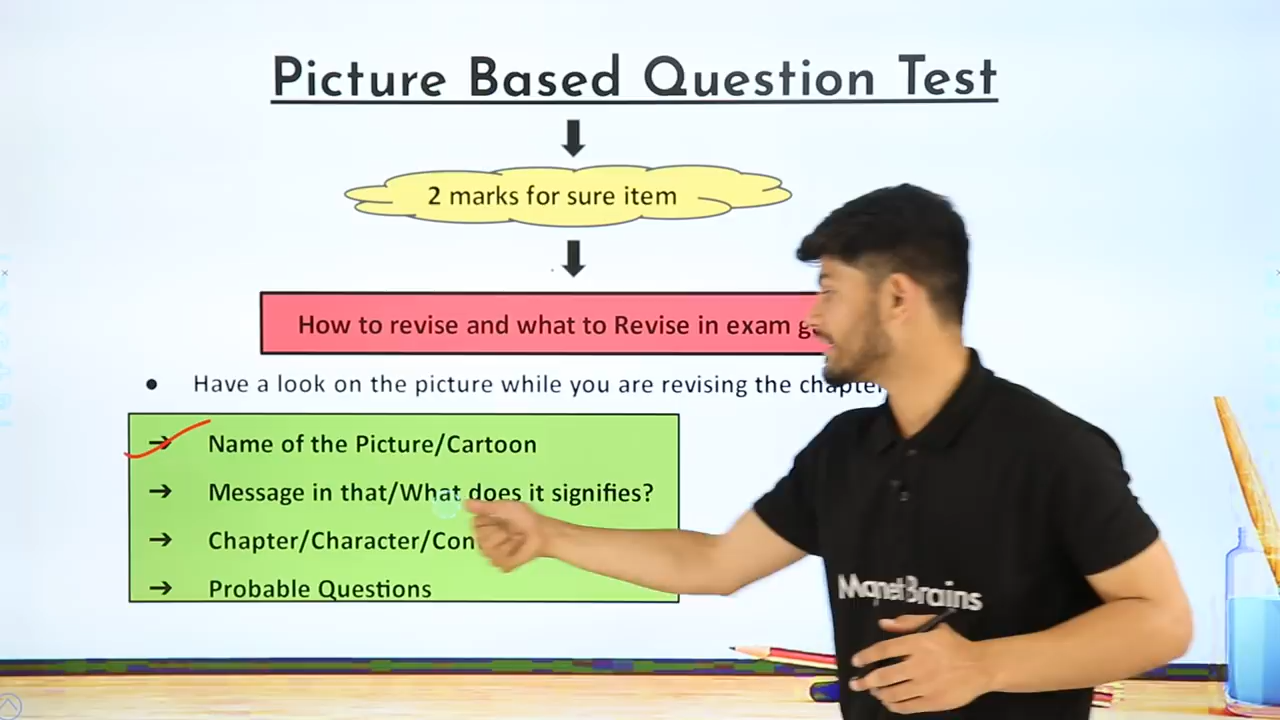 Picture Based Question Test
2 marks for sure item
How to revise and what to Revise in exam
● Have a look on the picture while you are revising the chapter
➔ Name of the Picture/Cartoon
➔ Message in that/What does it signifies?
➔ Chapter/Character/Con
➔ Probable Questions
Magnet Brains